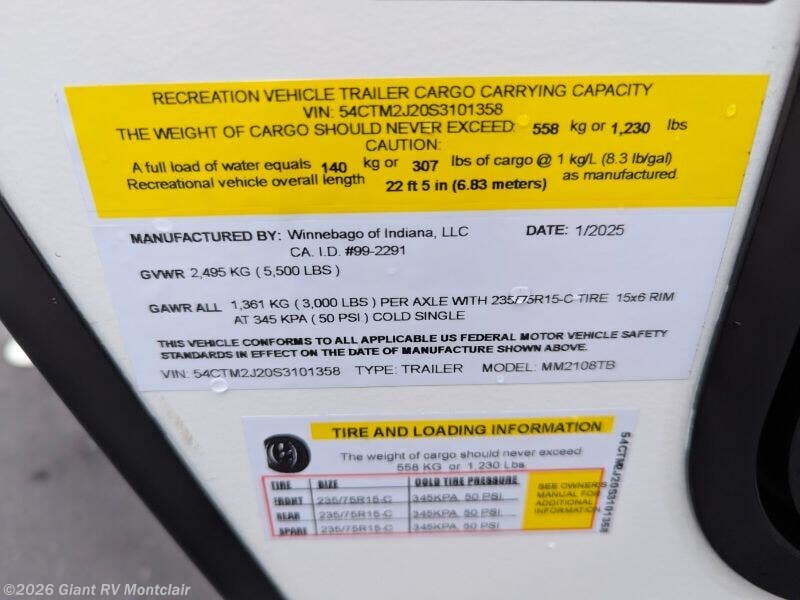 RECREATION VEHICLE TRAILER CARGO CARRYING CAPACITY
VIN: 54CTM2J20S3101358
THE WEIGHT OF CARGO SHOULD NEVER EXCEED: 558 kg or 1,230 lbs
CAUTION:
A full load of water equals 140 kg or 307 lbs of cargo @ 1 kg/L (8.3 lb/gal)
Recreational vehicle overall length 22 ft 5 in (6.83 meters) as manufactured.
MANUFACTURED BY: Winnebago of Indiana, LLC DATE: 1/2025
CA. I.D. #99-2291
GVWR 2,495 KG ( 5,500 LBS )
GAWR ALL 1,361 KG ( 3,000 LBS ) PER AXLE WITH 235/75R15-C TIRE 15x6 RIM
AT 345 KPA ( 50 PSI ) COLD SINGLE
THIS VEHICLE CONFORMS TO ALL APPLICABLE US FEDERAL MOTOR VEHICLE SAFETY
STANDARDS IN EFFECT ON THE DATE OF MANUFACTURE SHOWN ABOVE.
VIN: 54CTM2J20S3101358 TYPE: TRAILER MODEL: MM2108TB
TIRE AND LOADING INFORMATION
The weight of cargo should never exceed
558 KG or 1,230 Lbs
TIRE SIZE COLD TIRE PRESSURE
FRONT 235/75R15-C 345KPA, 50 PSI
REAR 235/75R15-C 345KPA, 50 PSI
SPARE 235/75R15-C 345KPA, 50 PSI
SEE OWNER'S
MANUAL FOR
ADDITIONAL
INFORMATION
54CTM2J20S3101358
©2026 Giant RV Montclair